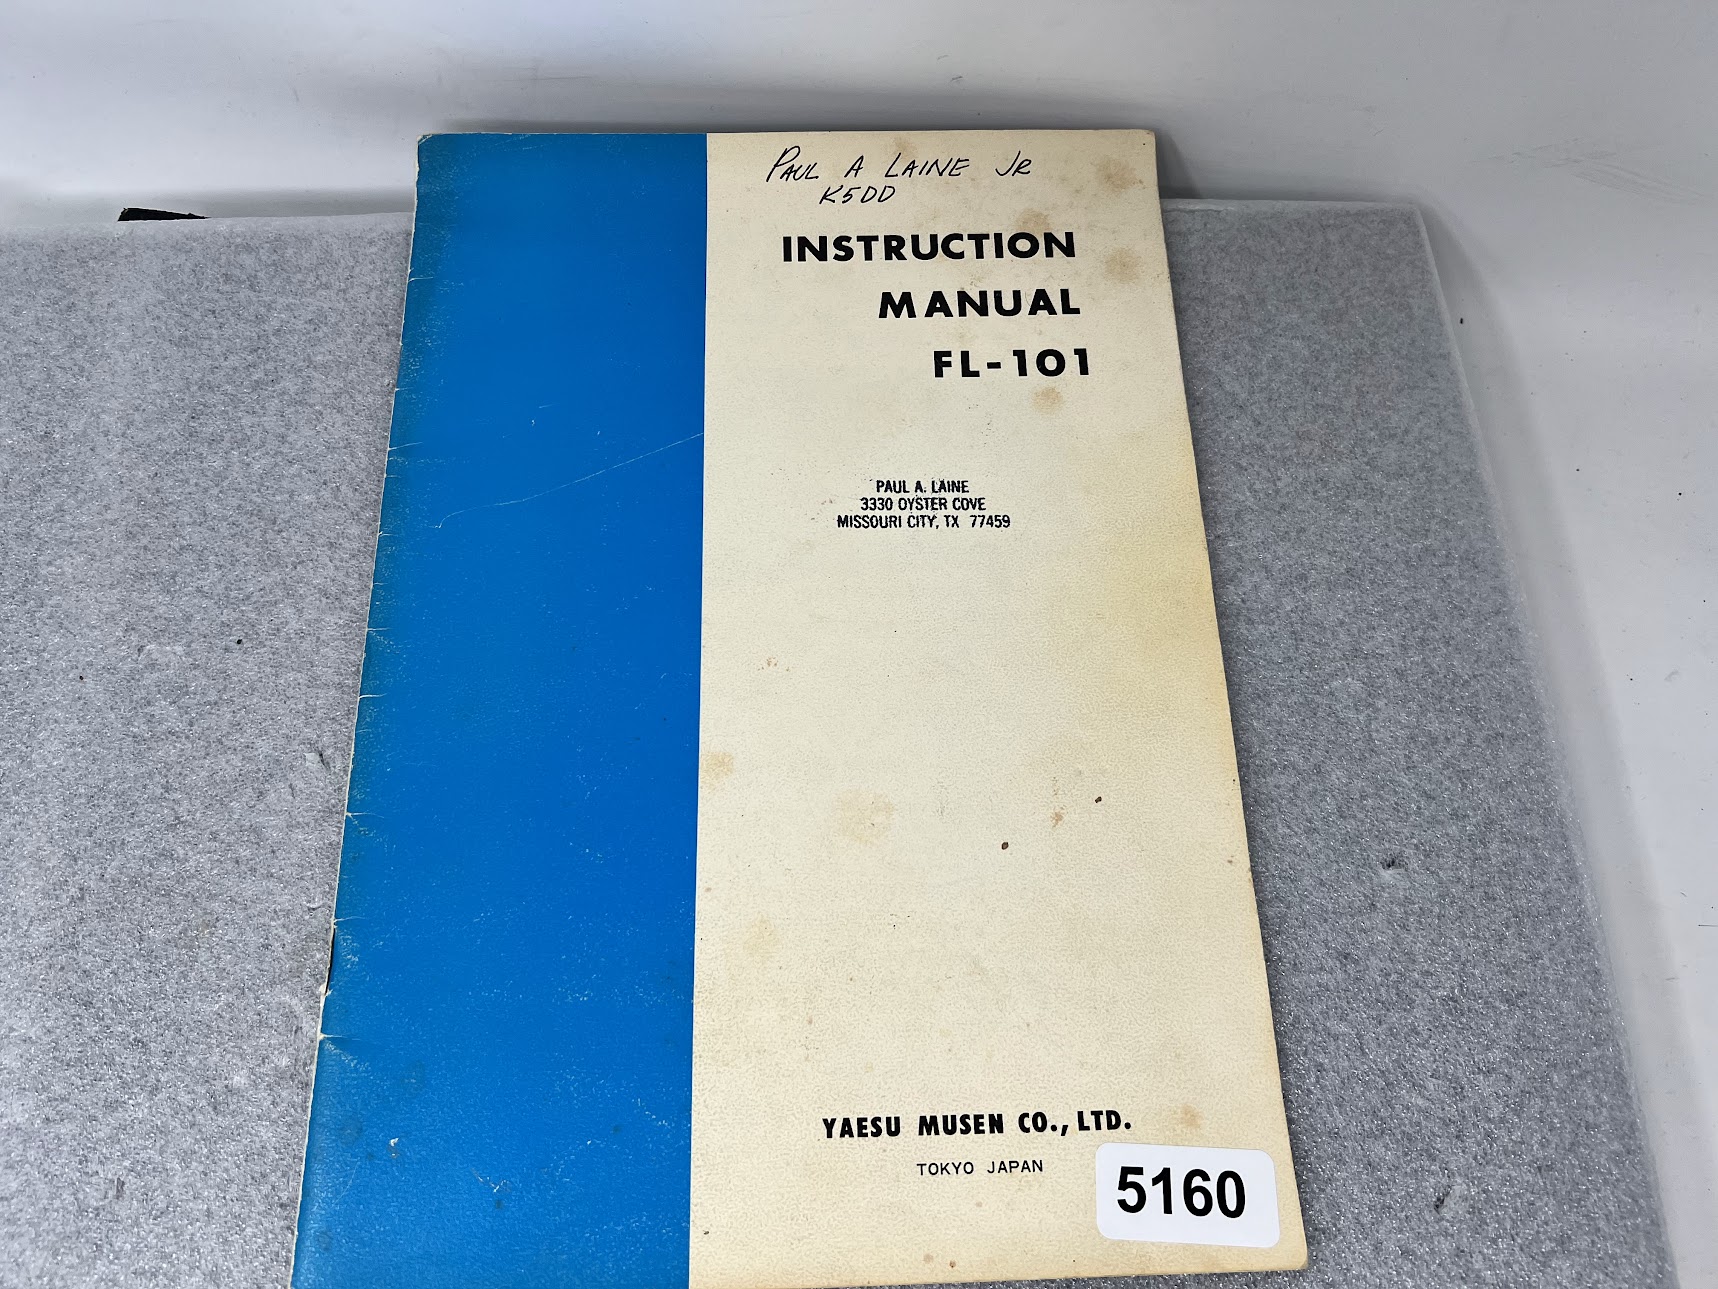 PAUL A LAINE JR
K5DD
INSTRUCTION
MANUAL
FL-101
PAUL A. LAINE
3330 OYSTER COVE
MISSOURI CITY, TX 77459
YAESU MUSEN CO., LTD.
TOKYO JAPAN
5160